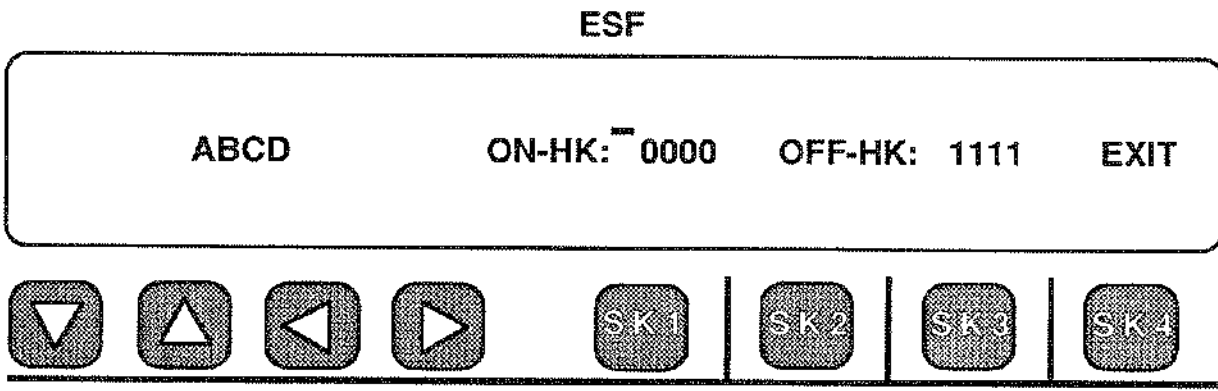 ESF
ABCD ON-HK: 0000 OFF-HK: 1111 EXIT
SK1 SK2 SK3 SK4